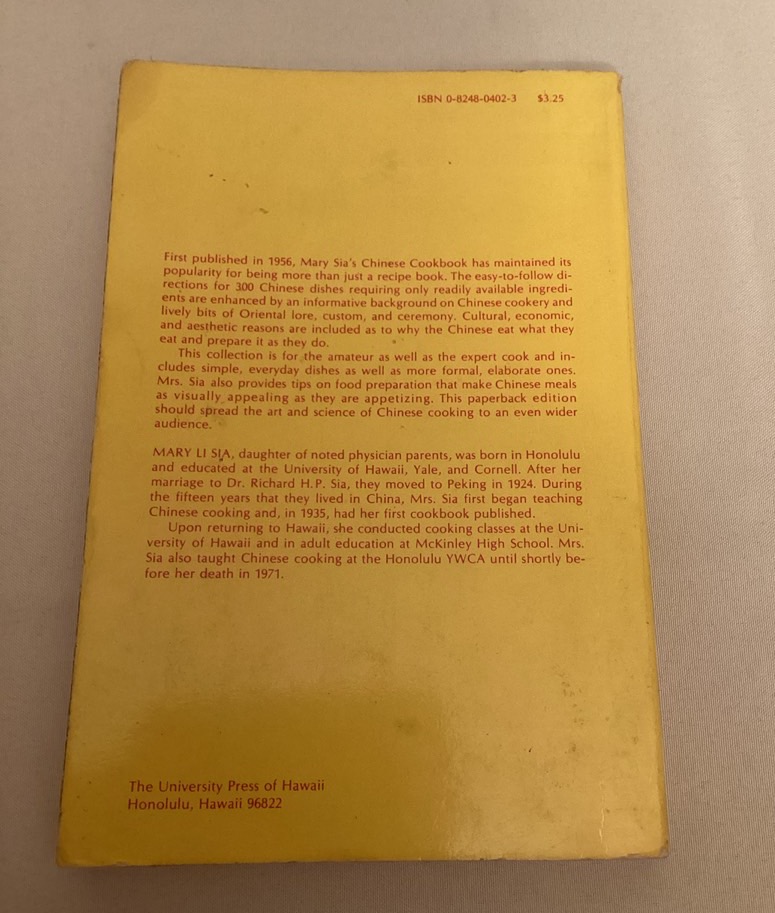 ISBN 0-8248-0402-3 $3.25
First published in 1956, Mary Sia's Chinese Cookbook has maintained its
popularity for being more than just a recipe book. The easy-to-follow di-
rections for 300 Chinese dishes requiring only readily available ingredi-
ents are enhanced by an informative background on Chinese cookery and
lively bits of Oriental lore, custom, and ceremony. Cultural, economic,
and aesthetic reasons are included as to why the Chinese eat what they
eat and prepare it as they do.
This collection is for the amateur as well as the expert cook and in-
cludes simple, everyday dishes as well as more formal, elaborate ones.
Mrs. Sia also provides tips on food preparation that make Chinese meals
as visually appealing as they are appetizing. This paperback edition
should spread the art and science of Chinese cooking to an even wider
audience.
MARY LI SIA, daughter of noted physician parents, was born in Honolulu
and educated at the University of Hawaii, Yale, and Cornell. After her
marriage to Dr. Richard H.P. Sia, they moved to Peking in 1924. During
the fifteen years that they lived in China, Mrs. Sia first began teaching
Chinese cooking and, in 1935, had her first cookbook published.
Upon returning to Hawaii, she conducted cooking classes at the Uni-
versity of Hawaii and in adult education at McKinley High School. Mrs.
Sia also taught Chinese cooking at the Honolulu YWCA until shortly be-
fore her death in 1971.
The University Press of Hawaii
Honolulu, Hawaii 96822